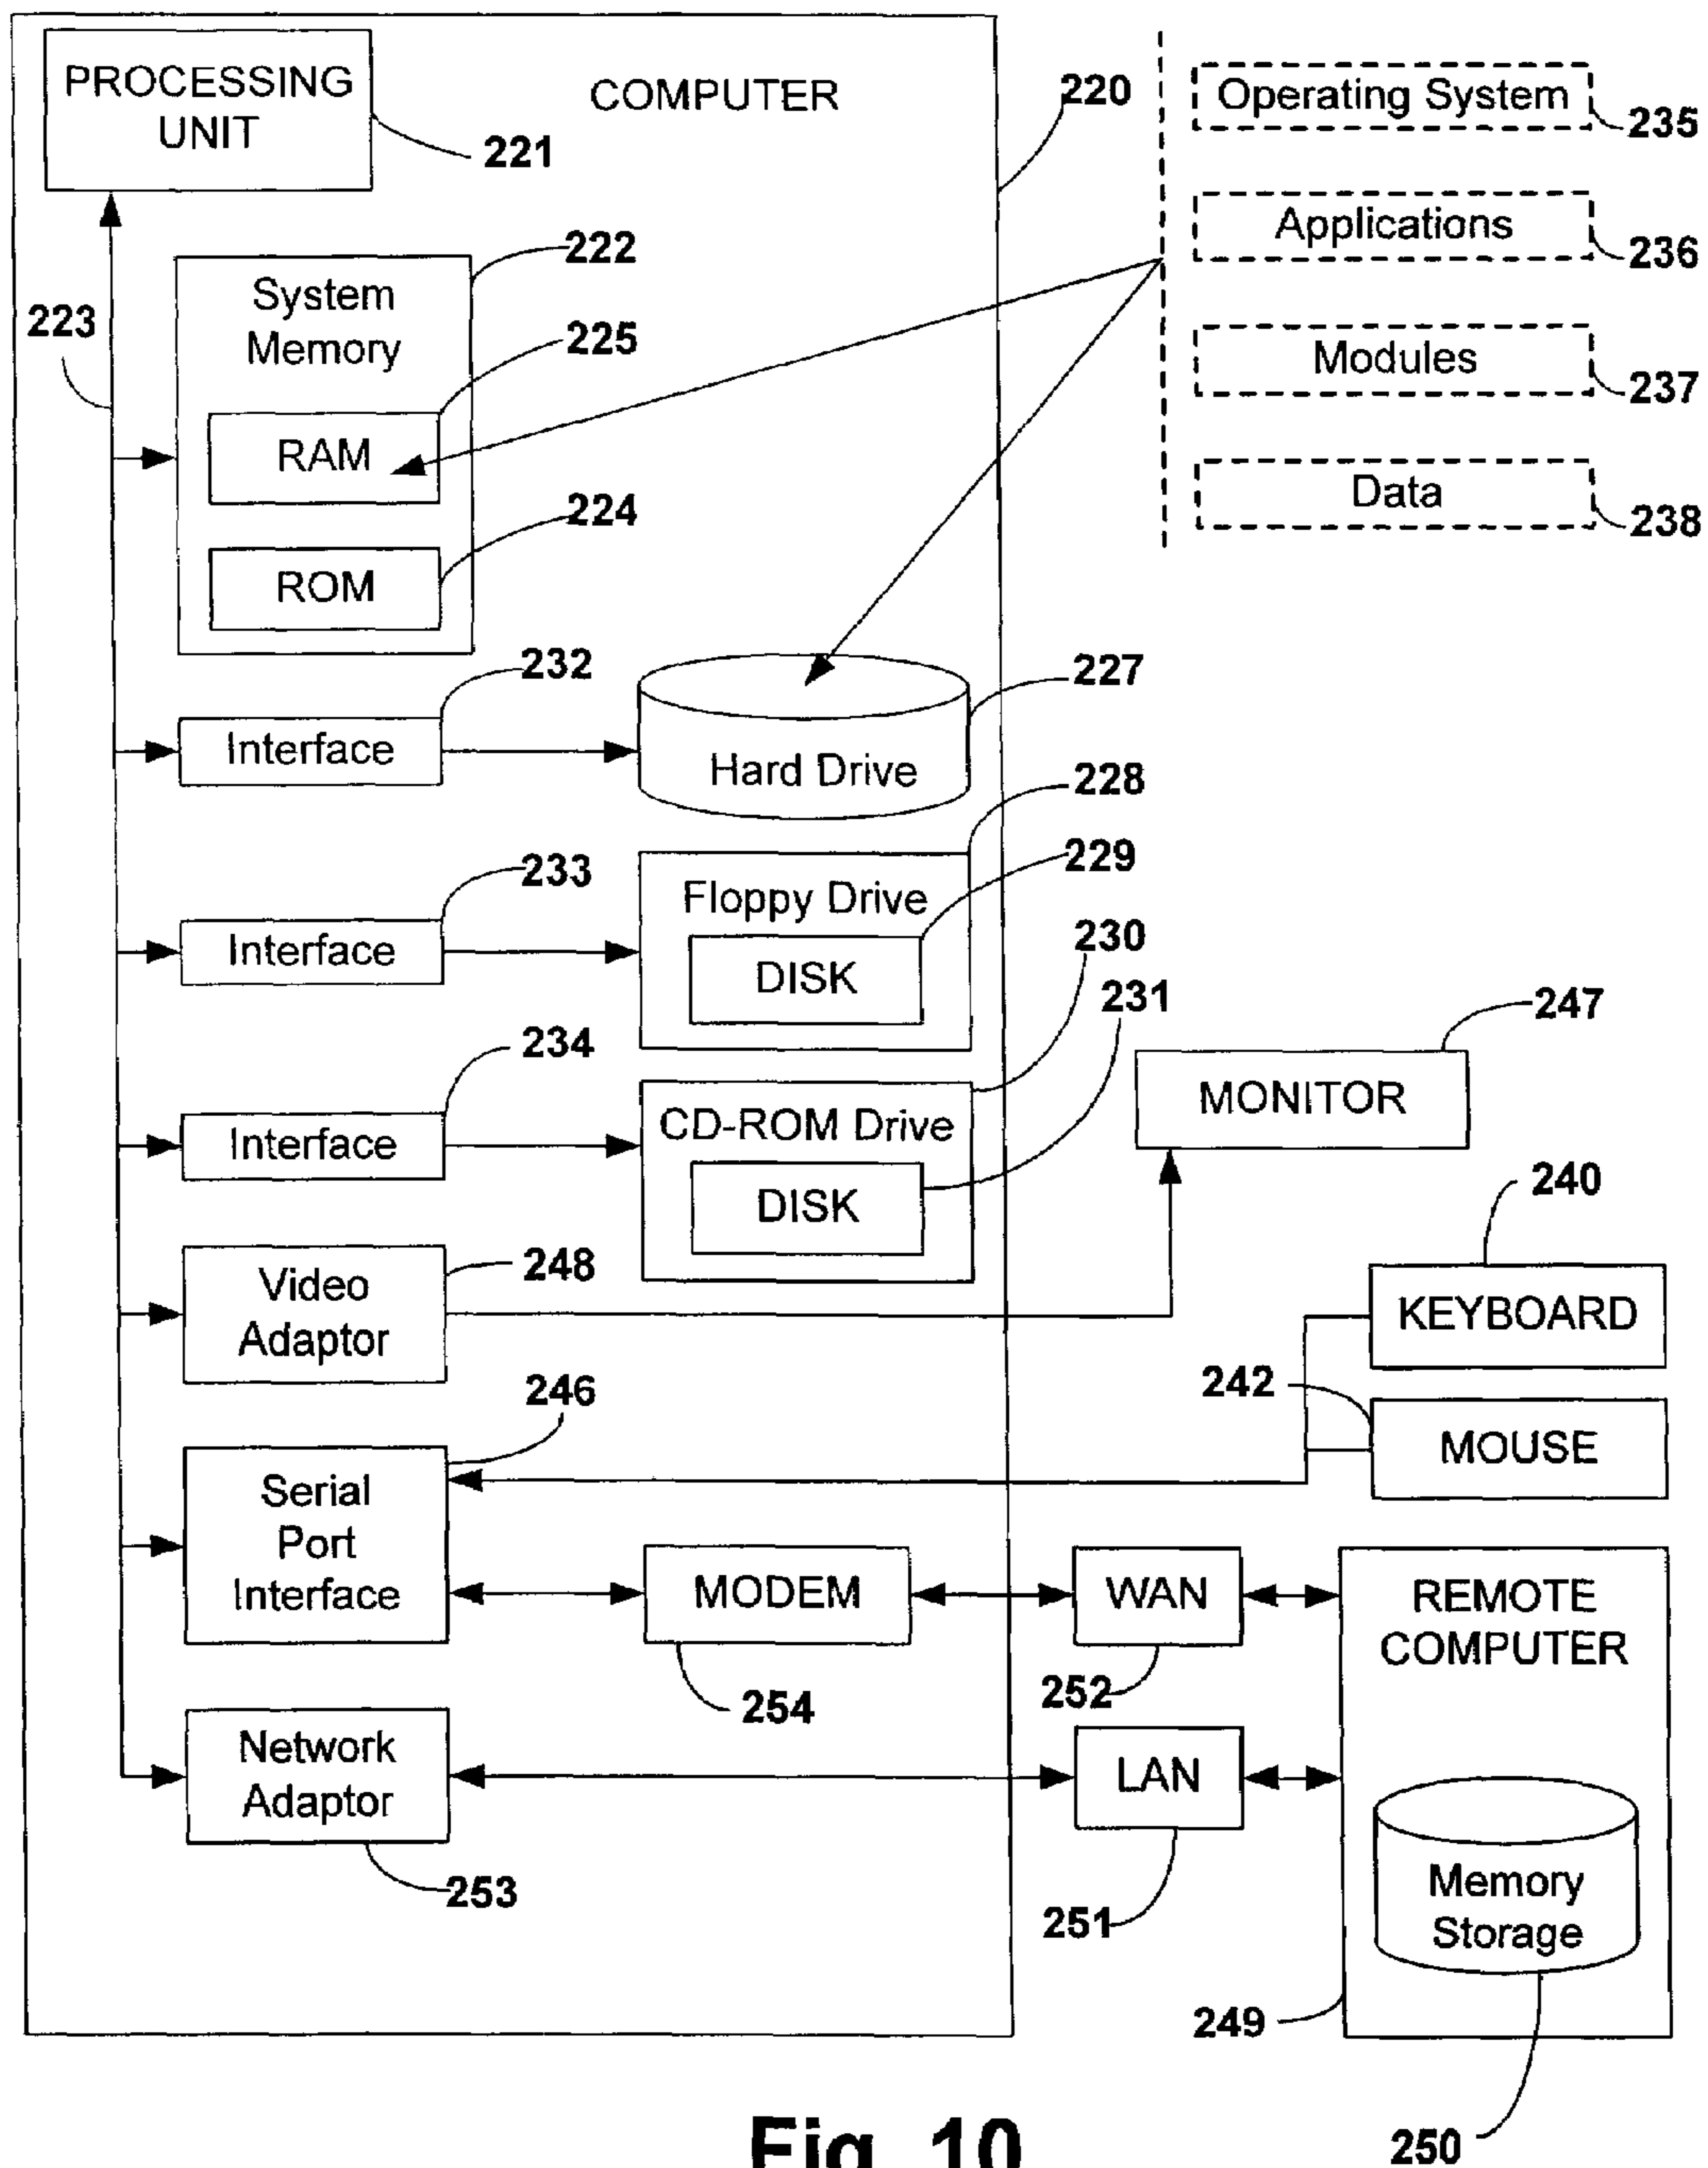 PROCESSING
UNIT
221
COMPUTER
220
Operating System
235
Applications
236
Modules
237
Data
238
222
System
Memory
223
225
RAM
224
ROM
232
Interface
227
Hard Drive
228
233
Interface
Floppy Drive
229
DISK
230
231
234
Interface
CD-ROM Drive
DISK
247
MONITOR
240
KEYBOARD
242
MOUSE
248
Video
Adaptor
246
Serial
Port
Interface
MODEM
254
WAN
252
REMOTE
COMPUTER
Network
Adaptor
253
LAN
251
Memory
Storage
249
250
Fig. 10